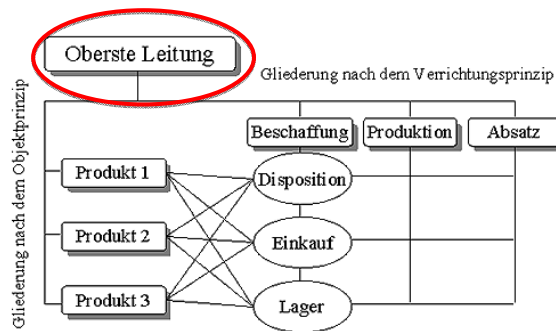 Oberste Leitung
Gliederung nach dem Verrichtungsprinzip
Gliederung nach dem Objektprinzip
Beschaffung
Produktion
Absatz
Produkt 1
Disposition
Produkt 2
Einkauf
Produkt 3
Lager